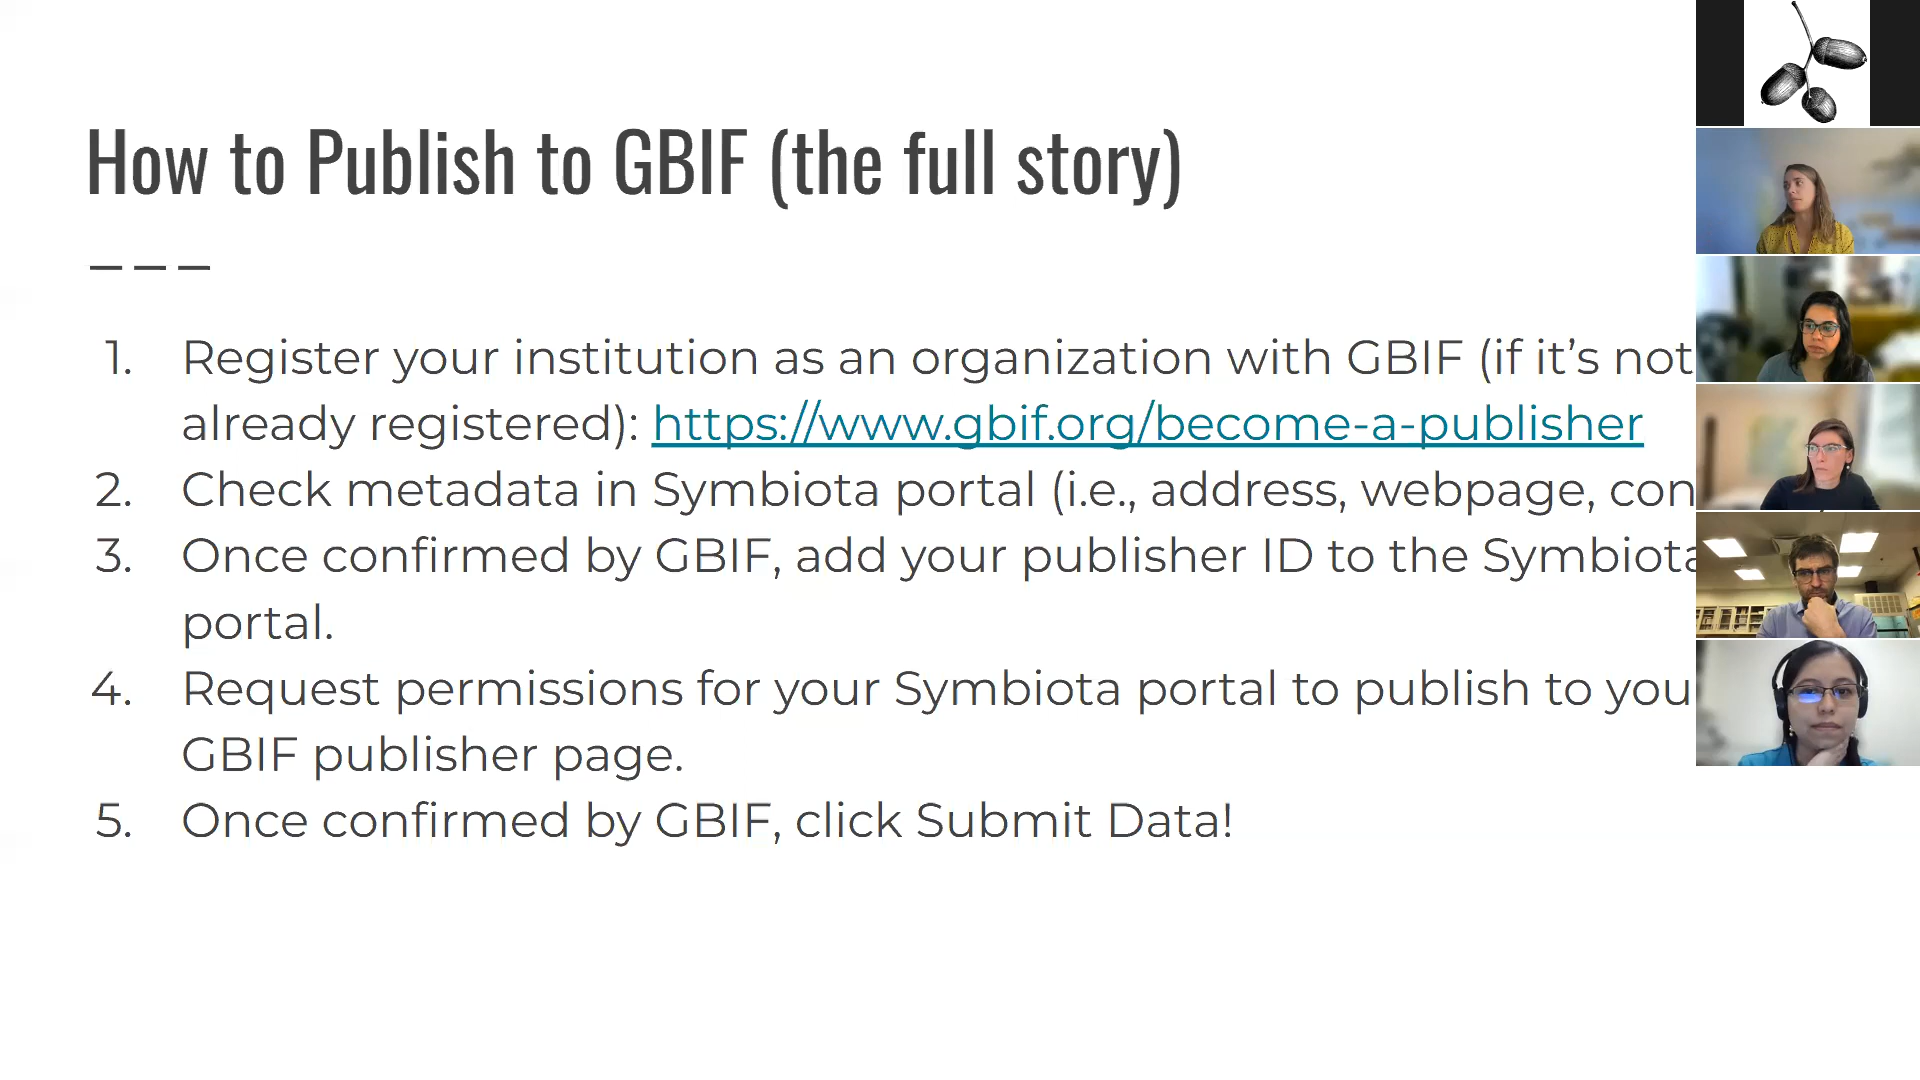 How to Publish to GBIF (the full story)
1. Register your institution as an organization with GBIF (if it's not
already registered): https://www.gbif.org/become-a-publisher
2. Check metadata in Symbiota portal (i.e., address, webpage,
3. Once confirmed by GBIF, add your publisher ID to the Symbiota
portal.
4. Request permissions for your Symbiota portal to publish to
GBIF publisher page.
5. Once confirmed by GBIF, click Submit Data!